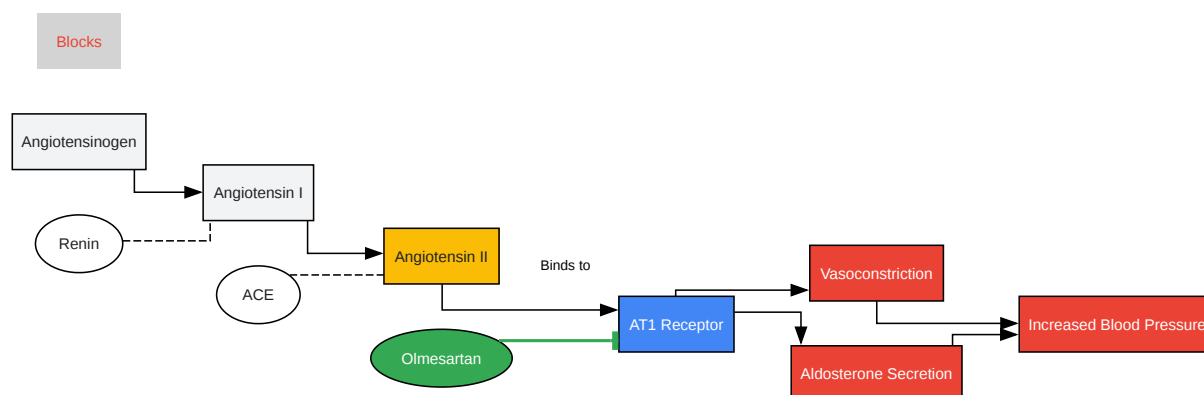 Blocks
Angiotensinogen
Angiotensin I
Renin
Angiotensin II
ACE
Binds to
Vasoconstriction
AT1 Receptor
Increased Blood Pressure
Olmesartan
Aldosterone Secretion